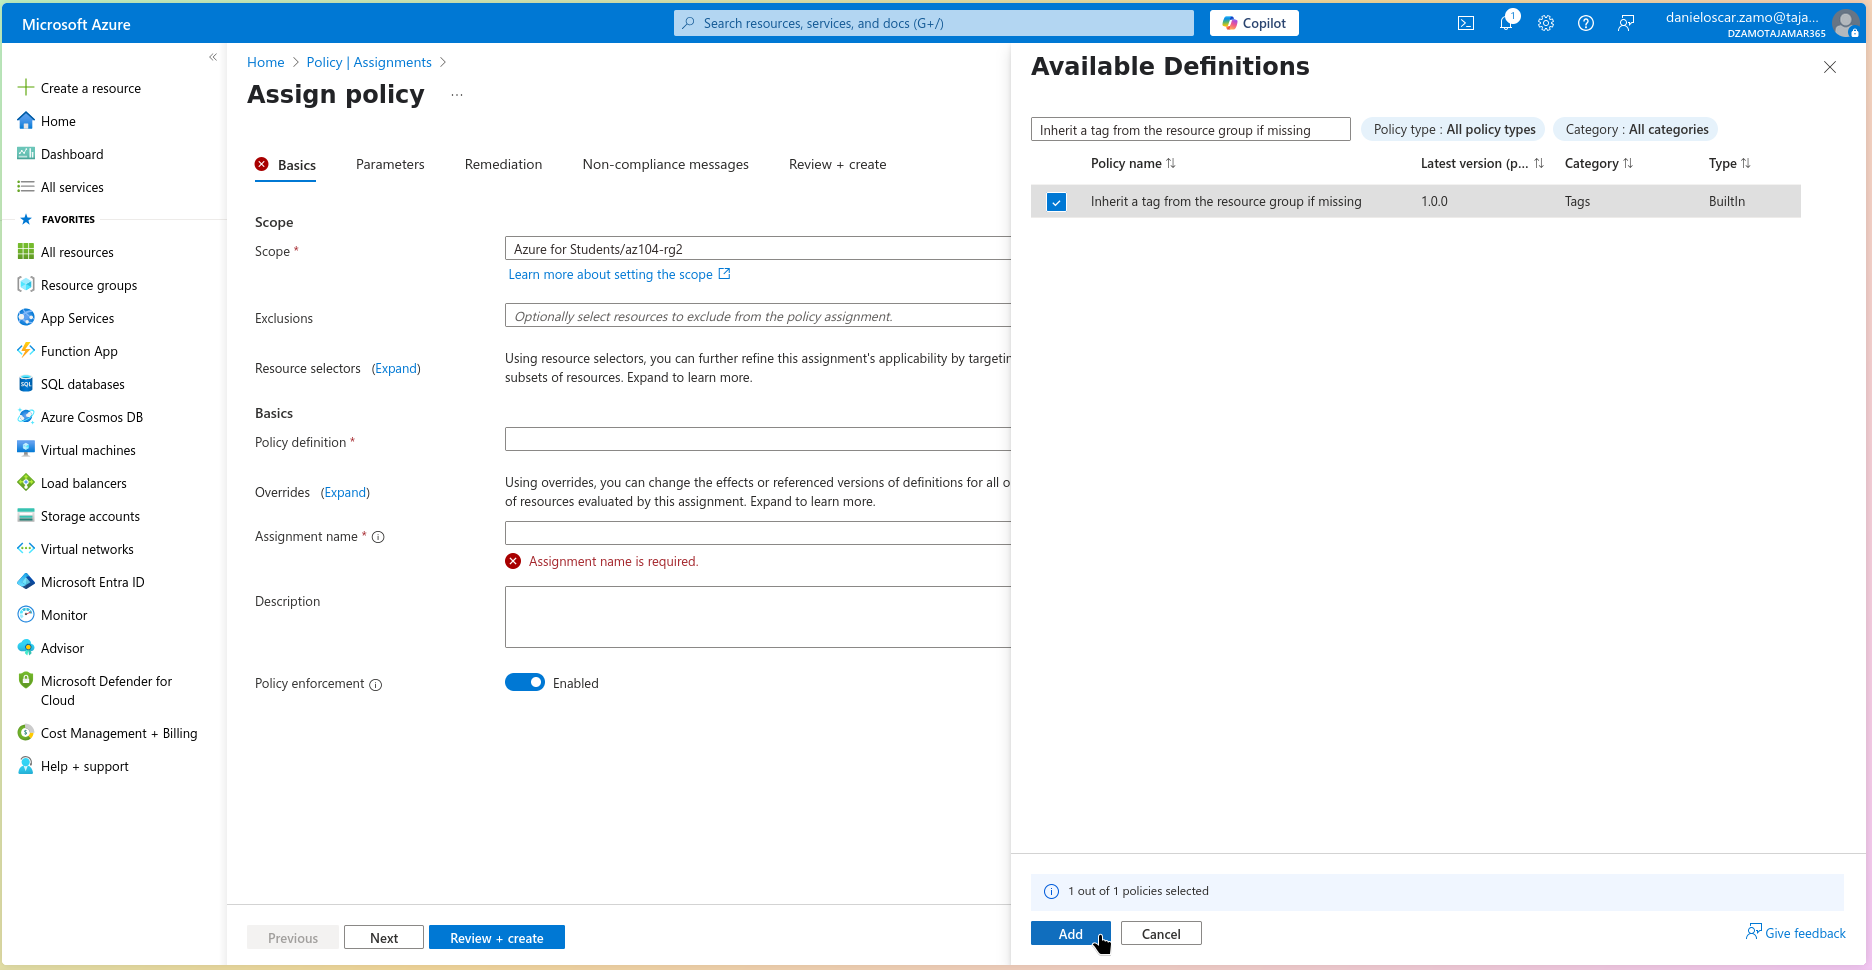 Microsoft Azure
Search resources, services, and docs (G+/)
Copilot
1
danieloscar.zamo@taja...
DZAMOTAJAMAR365
«
Create a resource
Home
Dashboard
All services
FAVORITES
All resources
Resource groups
App Services
Function App
SQL databases
Azure Cosmos DB
Virtual machines
Load balancers
Storage accounts
Virtual networks
Microsoft Entra ID
Monitor
Advisor
Microsoft Defender for
Cloud
Cost Management + Billing
Help + support
Home > Policy | Assignments >
Assign policy ...
Basics Parameters Remediation Non-compliance messages Review + create
Scope
Scope * Azure for Students/az104-rg2
Learn more about setting the scope
Exclusions Optionally select resources to exclude from the policy assignment.
Resource selectors (Expand) Using resource selectors, you can further refine this assignment's applicability by targetin
subsets of resources. Expand to learn more.
Basics
Policy definition *
Overrides (Expand) Using overrides, you can change the effects or referenced versions of definitions for all o
of resources evaluated by this assignment. Expand to learn more.
Assignment name *
Assignment name is required.
Description
Policy enforcement Enabled
Previous Next Review + create
Available Definitions
Inherit a tag from the resource group if missing Policy type : All policy types Category : All categories
Policy name Latest version (p... Category Type
Inherit a tag from the resource group if missing 1.0.0 Tags BuiltIn
1 out of 1 policies selected
Add Cancel Give feedback